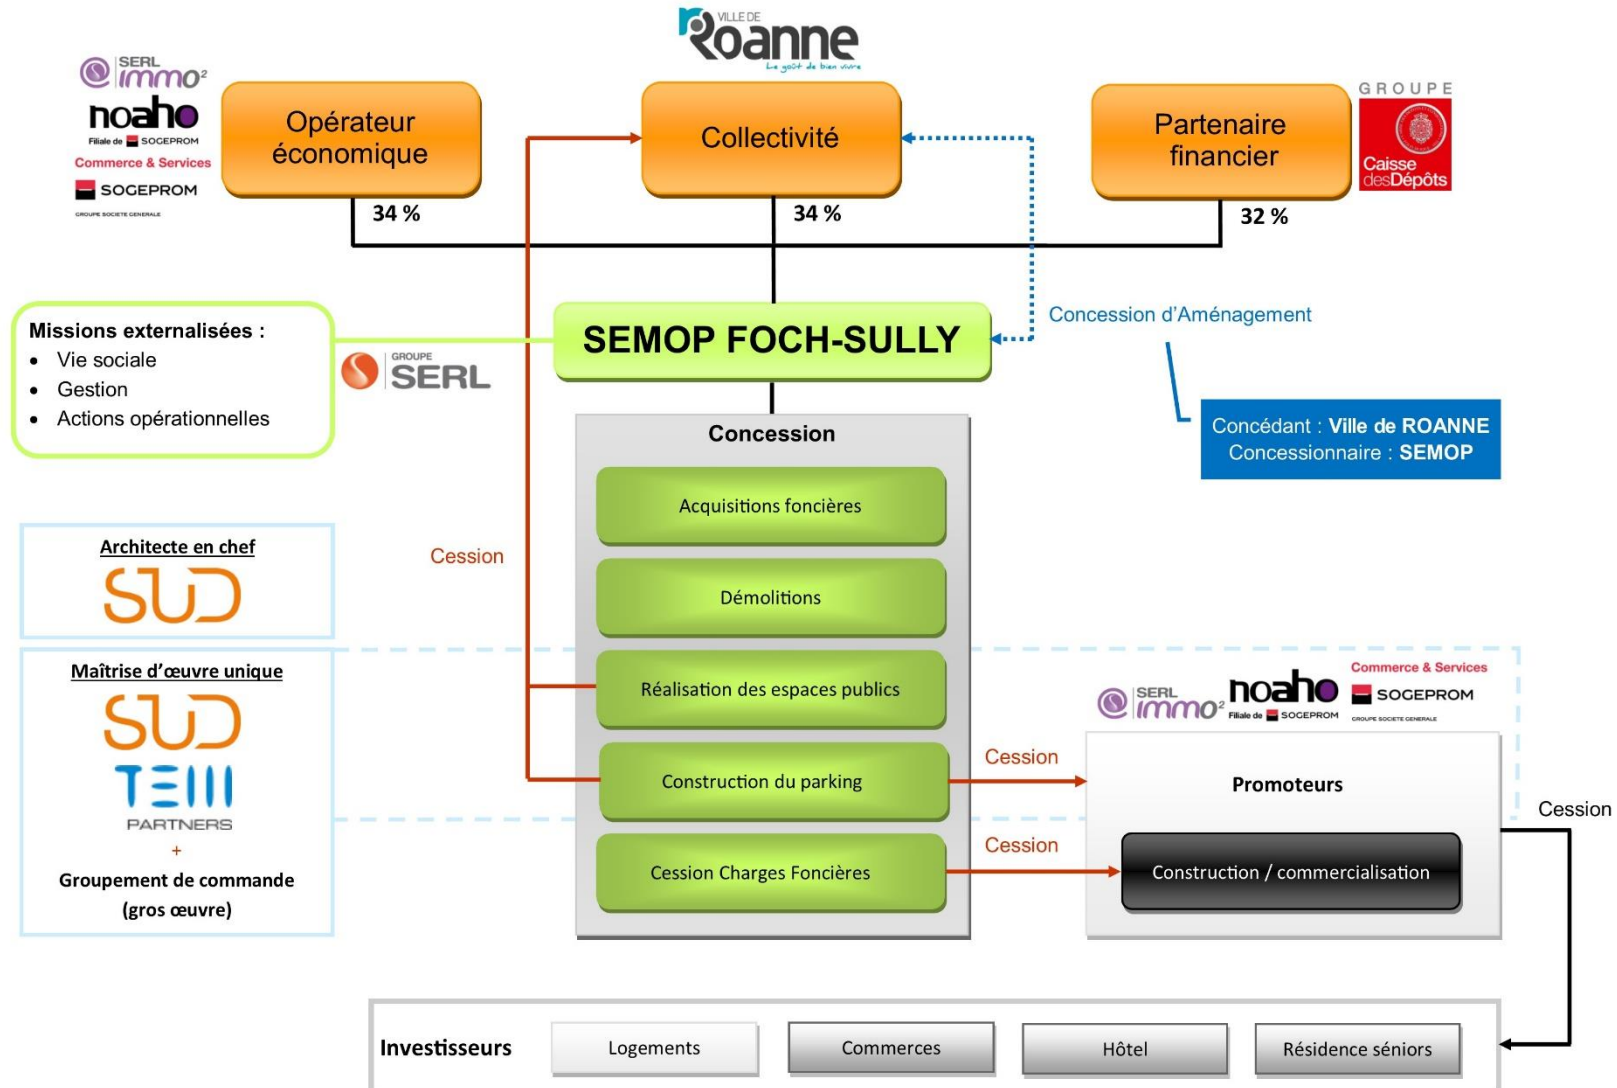 VILLE DE
Roanne
Le goût de bien vivre
SERL
immo²
noaho
Filiale de SOGEPROM
Commerce & Services
SOGEPROM
GROUPE SOCIETE GENERALE
Opérateur
économique
Collectivité
Partenaire
financier
GROUPE
Caisse
desDépôts
34 %
34 %
32 %
Missions externalisées :
• Vie sociale
• Gestion
• Actions opérationnelles
GROUPE
SERL
SEMOP FOCH-SULLY
Concession d'Aménagement
Concédant : Ville de ROANNE
Concessionnaire : SEMOP
Concession
Acquisitions foncières
Démolitions
Réalisation des espaces publics
Construction du parking
Cession Charges Foncières
Cession
Architecte en chef
SUD
Maîtrise d'œuvre unique
SUD
TEM
PARTNERS
+
Groupement de commande
(gros œuvre)
Cession
Cession
SERL
immo²
noaho
Filiale de SOGEPROM
Commerce & Services
SOGEPROM
GROUPE SOCIETE GENERALE
Promoteurs
Construction / commercialisation
Cession
Investisseurs
Logements
Commerces
Hôtel
Résidence séniors